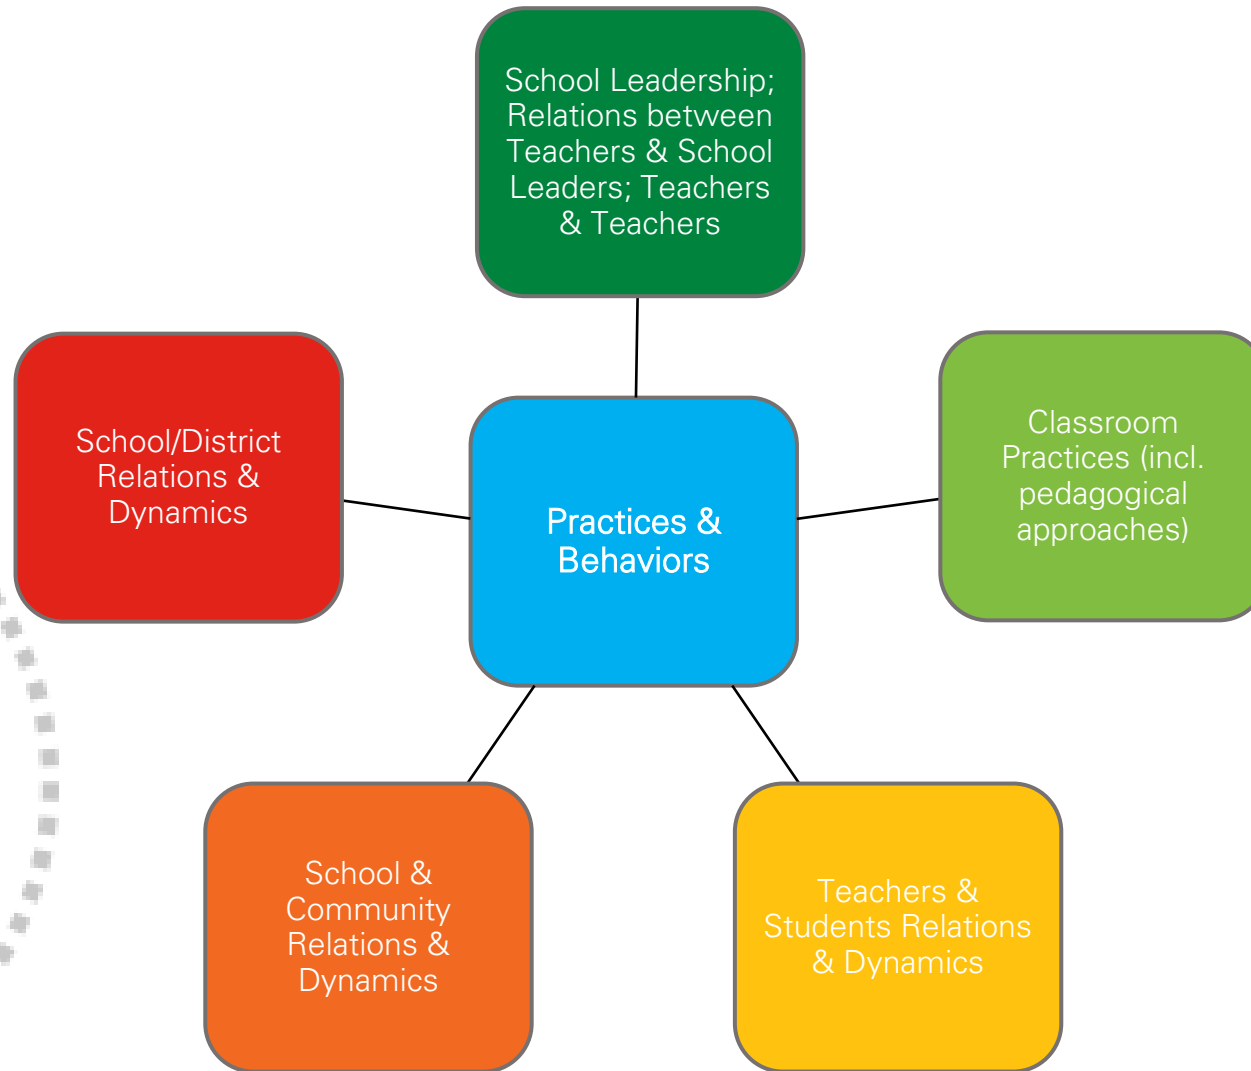 School Leadership;
Relations between
Teachers & School
Leaders; Teachers
& Teachers
School/District
Relations &
Dynamics
Practices &
Behaviors
Classroom
Practices (incl.
pedagogical
approaches)
School &
Community
Relations &
Dynamics
Teachers &
Students Relations
& Dynamics